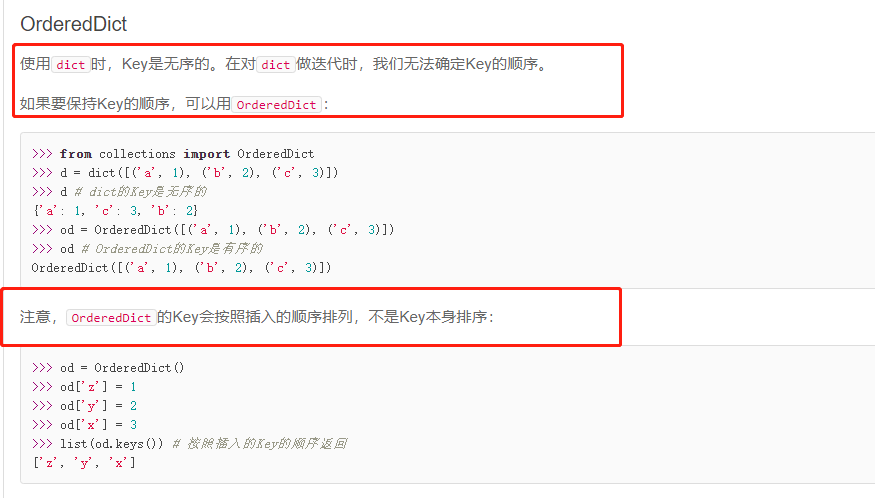 OrderedDict
使用dict时，Key是无序的。在对dict做迭代时，我们无法确定Key的顺序。
如果要保持Key的顺序，可以用OrderedDict：
>>> from collections import OrderedDict
>>> d = dict([('a', 1), ('b', 2), ('c', 3)])
>>> d # dict的Key是无序的
{'a': 1, 'c': 3, 'b': 2}
>>> od = OrderedDict([('a', 1), ('b', 2), ('c', 3)])
>>> od # OrderedDict的Key是有序的
OrderedDict([('a', 1), ('b', 2), ('c', 3)])
注意，OrderedDict的Key会按照插入的顺序排列，不是Key本身排序：
>>> od = OrderedDict()
>>> od['z'] = 1
>>> od['y'] = 2
>>> od['x'] = 3
>>> list(od.keys()) # 按照插入的Key的顺序返回
['z', 'y', 'x']